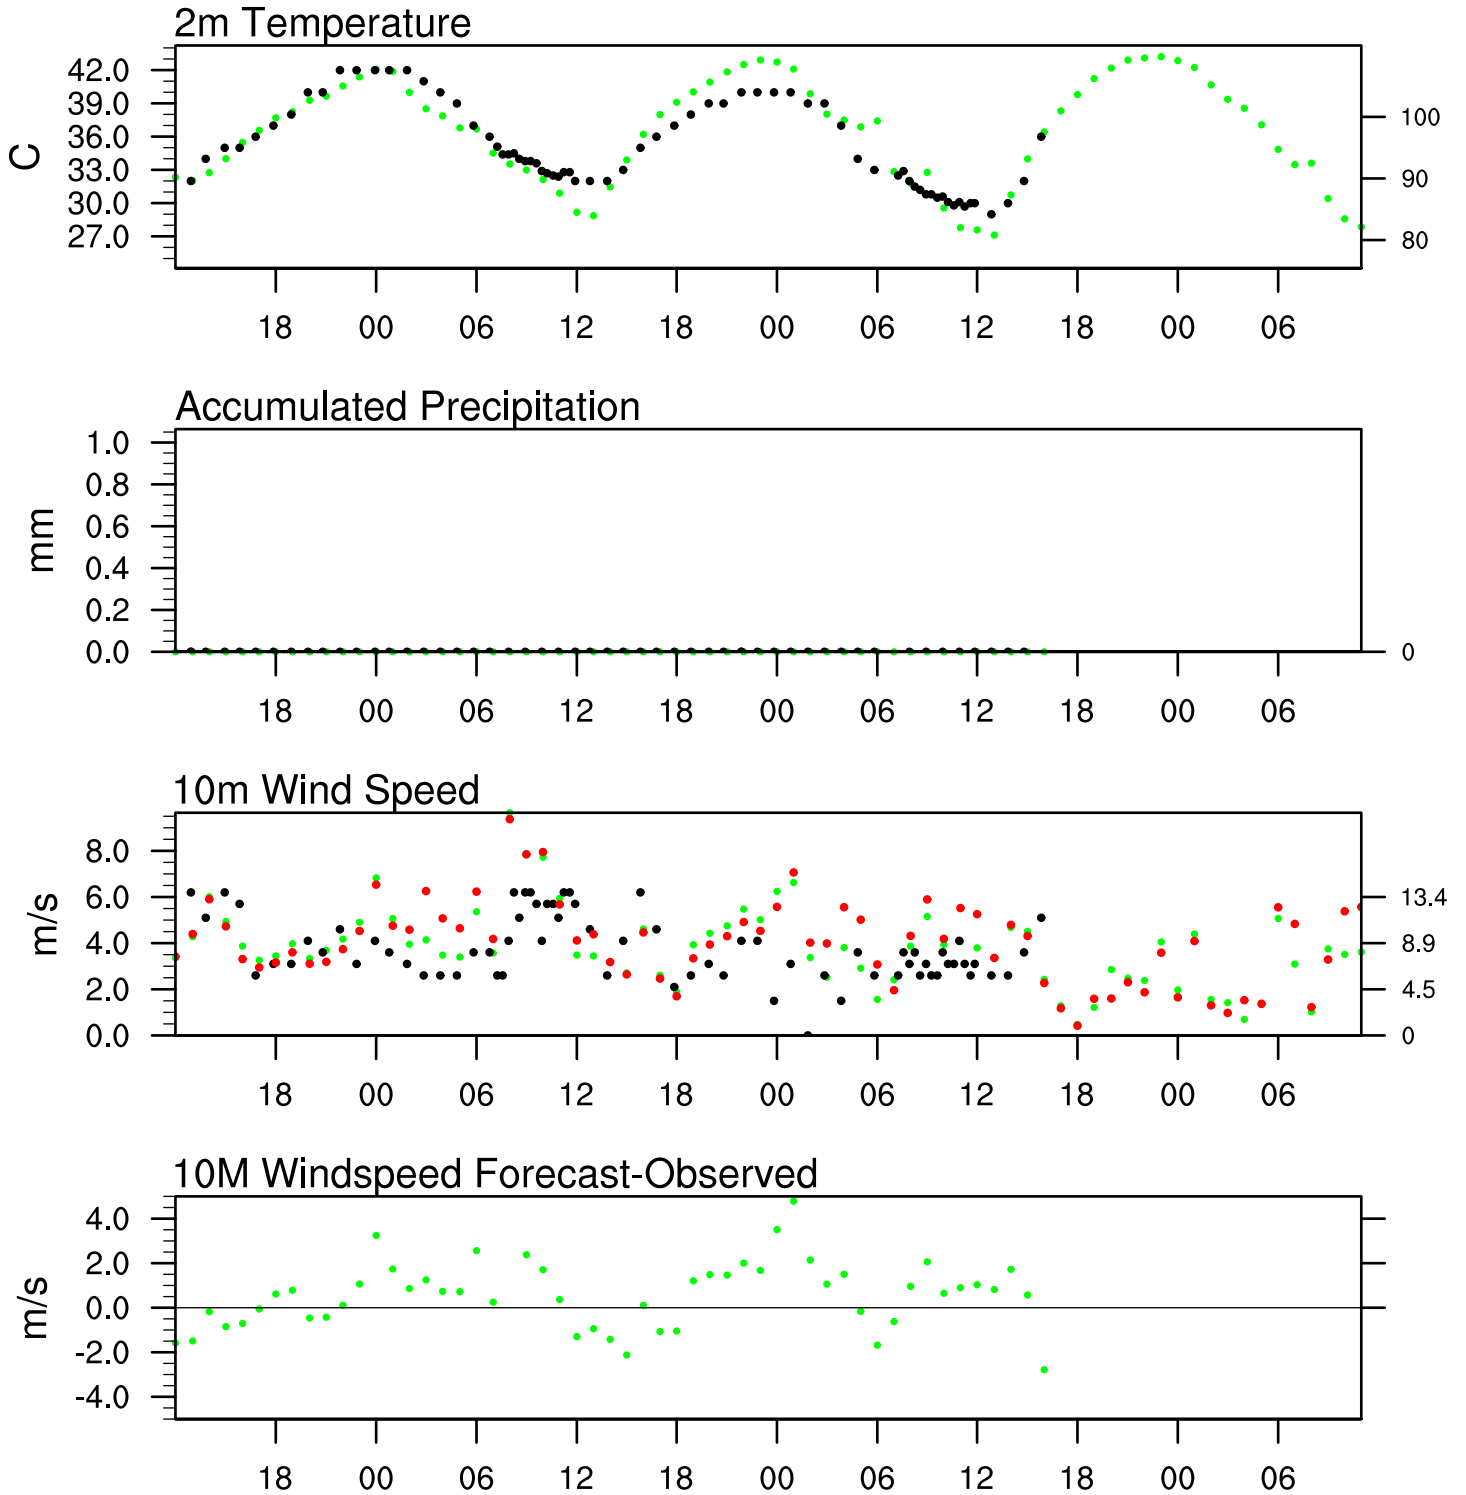 2m Temperature
42.0
39.0
36.0
33.0
30.0
27.0
C
100
90
80
18 00 06 12 18 00 06 12 18 00 06
Accumulated Precipitation
1.0
0.8
0.6
0.4
0.2
0.0
mm
0
18 00 06 12 18 00 06 12 18 00 06
10m Wind Speed
8.0
6.0
4.0
2.0
0.0
m/s
13.4
8.9
4.5
0
18 00 06 12 18 00 06 12 18 00 06
10M Windspeed Forecast-Observed
4.0
2.0
0.0
-2.0
-4.0
m/s
18 00 06 12 18 00 06 12 18 00 06